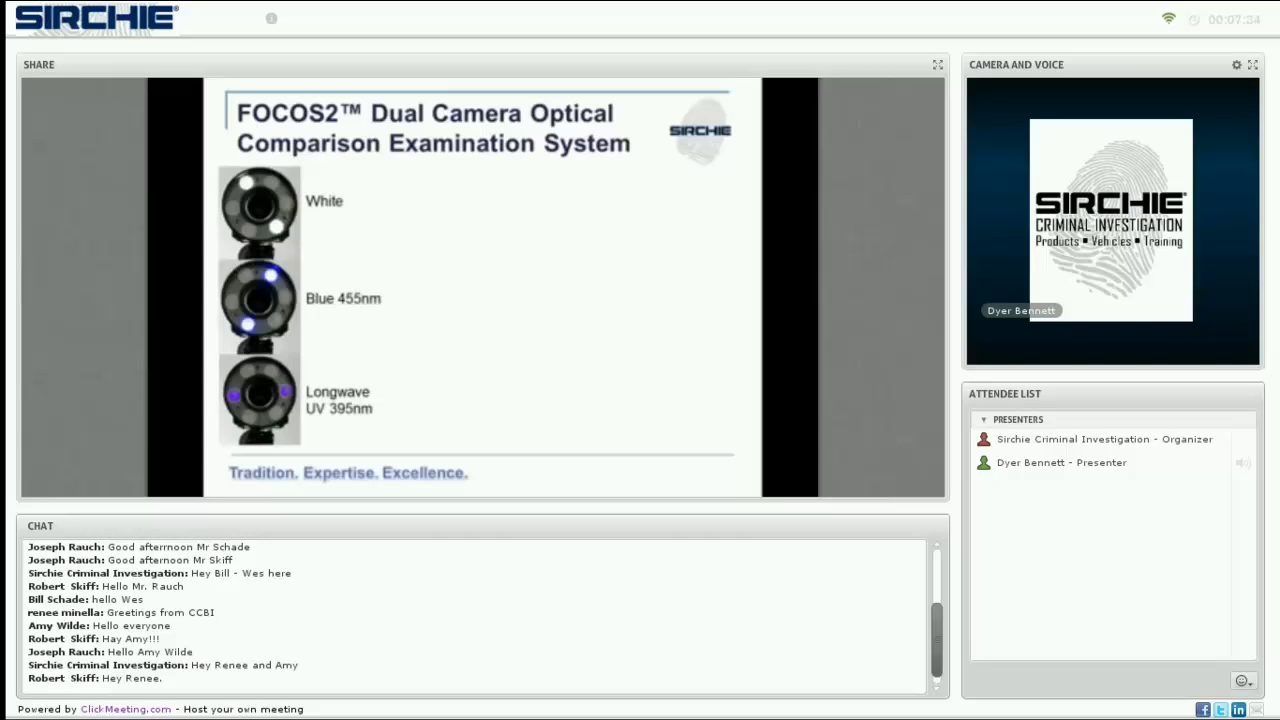 SIRCHIE®
00:07:34
SHARE
FOCOS2™ Dual Camera Optical
Comparison Examination System
SIRCHIE
White
Blue 455nm
Longwave
UV 395nm
Tradition. Expertise. Excellence.
CAMERA AND VOICE
SIRCHIE®
CRIMINAL INVESTIGATION
Products ▪ Vehicles ▪ Training
Dyer Bennett
ATTENDEE LIST
PRESENTERS
Sirchie Criminal Investigation - Organizer
Dyer Bennett - Presenter
CHAT
Joseph Rauch: Good afterrnoon Mr Schade
Joseph Rauch: Good afternoon Mr Skiff
Sirchie Criminal Investigation: Hey Bill - Wes here
Robert Skiff: Hello Mr. Rauch
Bill Schade: hello Wes
renee minella: Greetings from CCBI
Amy Wilde: Hello everyone
Robert Skiff: Hay Amy!!!
Joseph Rauch: Hello Amy Wilde
Sirchie Criminal Investigation: Hey Renee and Amy
Robert Skiff: Hey Renee.
Powered by ClickMeeting.com - Host your own meeting